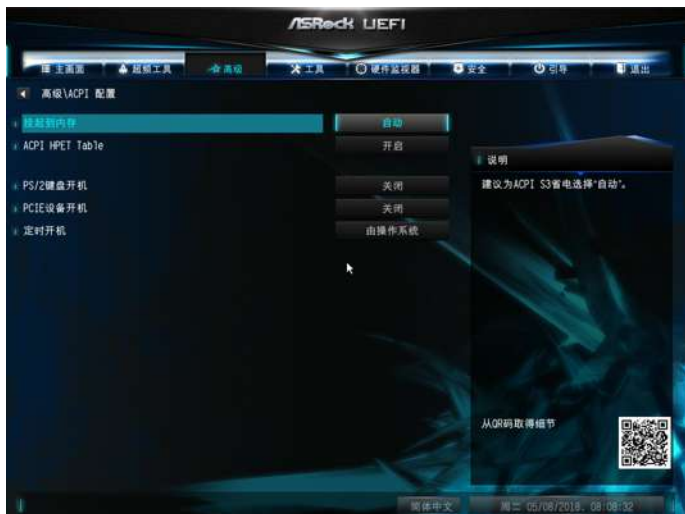 ASRock UEFI
主画面 超频工具 高级 工具 硬件监视器 安全 引导 退出
高级\ACPI 配置
挂起到内存 自动
ACPI HPET Table 开启
说明
PS/2键盘开机 关闭
建议为ACPI S3省电选择"自动"。
PCIE设备开机 关闭
定时开机 由操作系统
从QR码取得细节
简体中文
周二 05/08/2018. 08:08:32